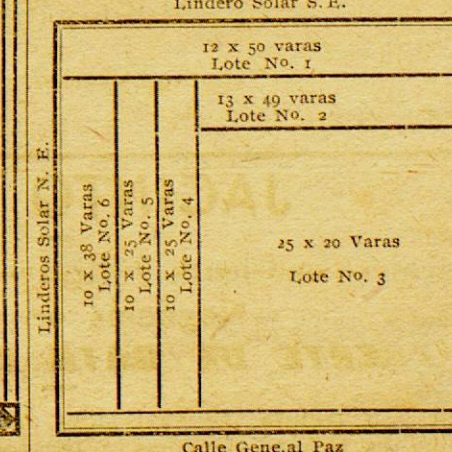 Lindero Solar S. E.
12 x 50 varas
Lote No. 1
13 x 49 varas
Lote No. 2
Linderos Solar N. E.
10 x 38 Varas
Lote No. 6
10 x 25 Varas
Lote No. 5
10 x 25 Varas
Lote No. 4
25 x 20 Varas
Lote No. 3
Calle Gene.al Paz